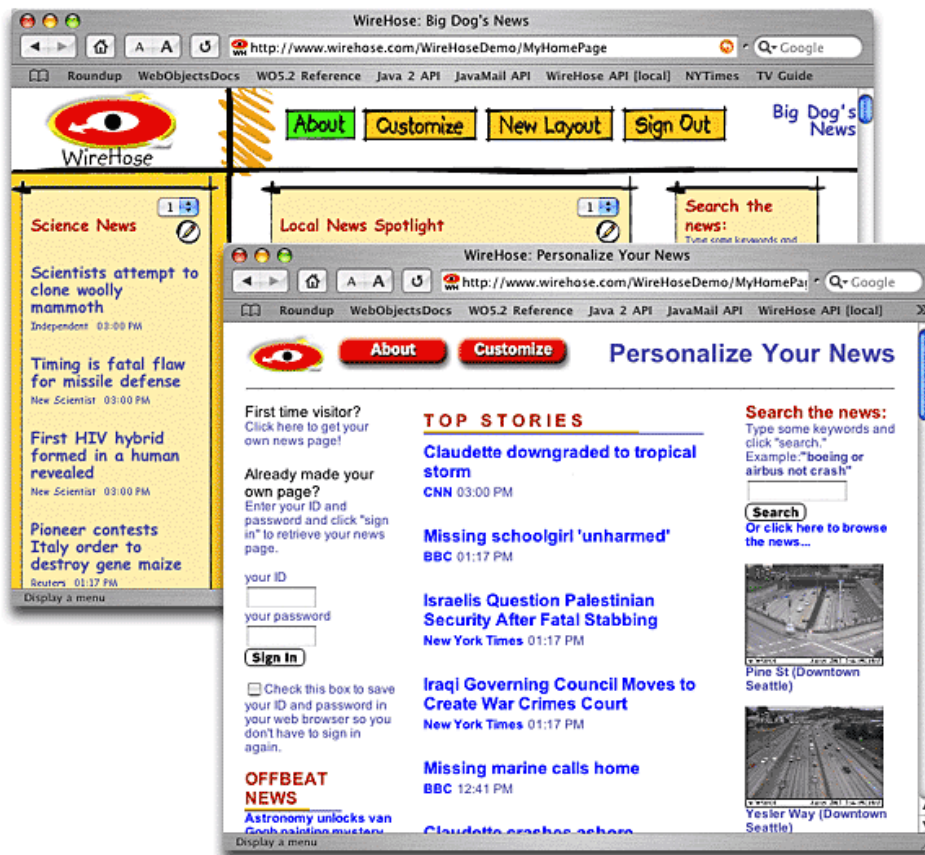 WireHose: Big Dog's News
A A
http://www.wirehose.com/WireHoseDemo/MyHomePage
Google
Roundup WebObjectsDocs WO5.2 Reference Java 2 API JavaMail API WireHose API [local] NYTimes TV Guide
WireHose
About Customize New Layout Sign Out
Big Dog's
News
1
Science News
Scientists attempt to
clone woolly
mammoth
Independent 03:00 PM
Timing is fatal flaw
for missile defense
New Scientist 03:00 PM
First HIV hybrid
formed in a human
revealed
New Scientist 03:00 PM
Pioneer contests
Italy order to
destroy gene maize
Reuters 01:17 PM
Display a menu
1
Local News Spotlight
Search the
news:
Type some keywords and
WireHose: Personalize Your News
A A
http://www.wirehose.com/WireHoseDemo/MyHomePa
Google
Roundup WebObjectsDocs WO5.2 Reference Java 2 API JavaMail API WireHose API [local]
About Customize
Personalize Your News
First time visitor?
Click here to get your
own news page!
Already made your
own page?
Enter your ID and
password and click "sign
in" to retrieve your news
page.
your ID
your password
Sign In
Check this box to save
your ID and password in
your web browser so you
don't have to sign in
again.
OFFBEAT
NEWS
Astronomy unlocks van
Gogh painting mystery
TOP STORIES
Claudette downgraded to tropical
storm
CNN 03:00 PM
Missing schoolgirl 'unharmed'
BBC 01:17 PM
Israelis Question Palestinian
Security After Fatal Stabbing
New York Times 01:17 PM
Iraqi Governing Council Moves to
Create War Crimes Court
New York Times 01:17 PM
Missing marine calls home
BBC 12:41 PM
Claudette crashes ashore
Search the news:
Type some keywords and
click "search."
Example:"boeing or
airbus not crash"
Search
Or click here to browse
the news...
Pine St (Downtown
Seattle)
Yesler Way (Downtown
Seattle)
Display a menu